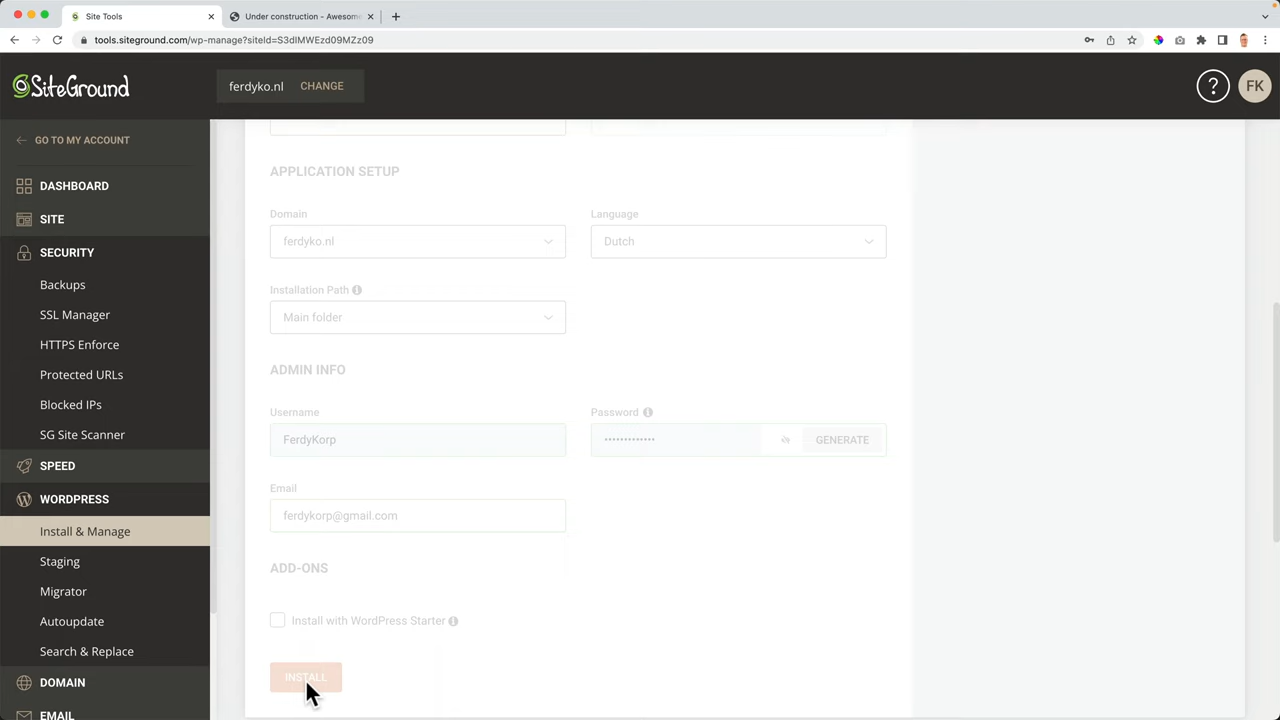 Site Tools
Under construction - Awesom
tools.siteground.com/wp-manage?siteId=S3dlMWEzd09MZz09
SiteGround
ferdyko.nl CHANGE
?
FK
GO TO MY ACCOUNT
DASHBOARD
SITE
SECURITY
Backups
SSL Manager
HTTPS Enforce
Protected URLs
Blocked IPs
SG Site Scanner
SPEED
WORDPRESS
Install & Manage
Staging
Migrator
Autoupdate
Search & Replace
DOMAIN
EMAIL
APPLICATION SETUP
Domain
Language
ferdyko.nl
Dutch
Installation Path
Main folder
ADMIN INFO
Username
Password
FerdyKorp
•••••••••••••
GENERATE
Email
ferdykorp@gmail.com
ADD-ONS
Install with WordPress Starter
INSTALL